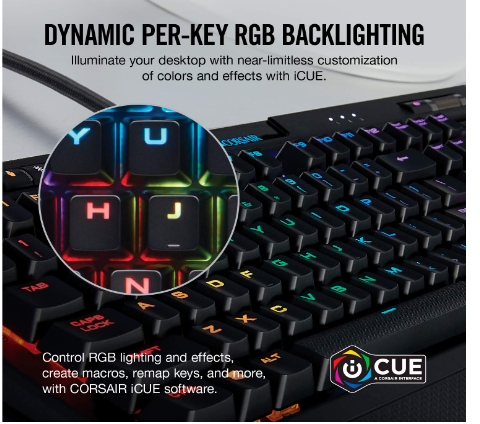 DYNAMIC PER-KEY RGB BACKLIGHTING
Illuminate your desktop with near-limitless customization
of colors and effects with iCUE.
CORSAIR
Y U
H J
N
Y U I O P
TAB
CAPS
LOCK
A S D F G H J K L
Z X C V B N M
ALT
Control RGB lighting and effects,
create macros, remap keys, and more,
with CORSAIR iCUE software.
iCUE
A CORSAIR INTERFACE